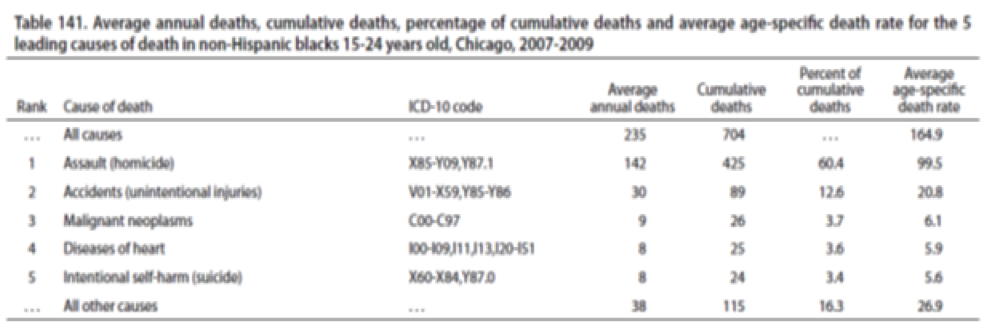 Table 141. Average annual deaths, cumulative deaths, percentage of cumulative deaths and average age-specific death rate for the 5
leading causes of death in non-Hispanic blacks 15-24 years old, Chicago, 2007-2009
Rank Cause of death ICD-10 code Average annual deaths Cumulative deaths Percent of cumulative deaths Average age-specific death rate
... All causes ... 235 704 ... 164.9
1 Assault (homicide) X85-Y09,Y87.1 142 425 60.4 99.5
2 Accidents (unintentional injuries) V01-X59,Y85-Y86 30 89 12.6 20.8
3 Malignant neoplasms C00-C97 9 26 3.7 6.1
4 Diseases of heart I00-I09,I11,I13,I20-I51 8 25 3.6 5.9
5 Intentional self-harm (suicide) X60-X84,Y87.0 8 24 3.4 5.6
... All other causes ... 38 115 16.3 26.9